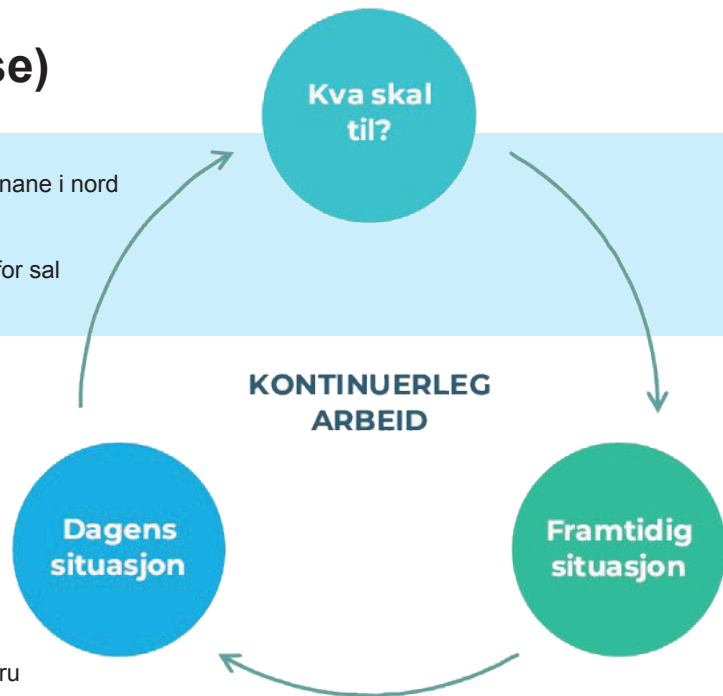 se)
Kva skal
til?
nane i nord
for sal
KONTINUERLEG
ARBEID
Dagens
situasjon
Framtidig
situasjon
ru